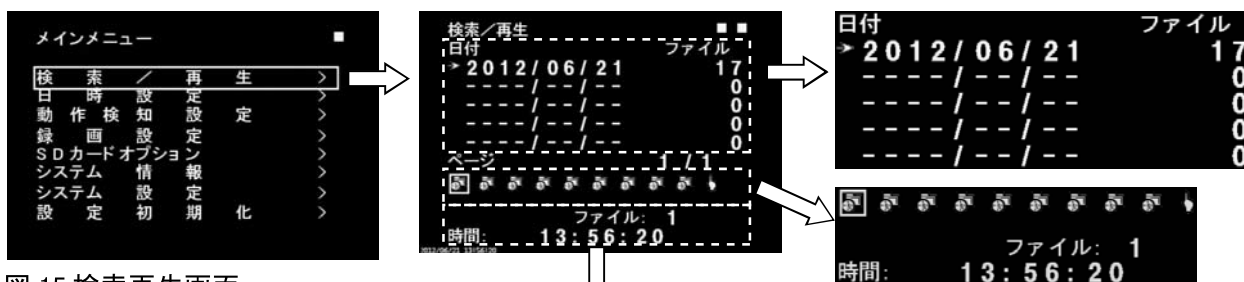 メインメニュー
検索／再生 >
日時設定 >
動作検知設定 >
録画設定 >
SDカードオプション >
システム情報 >
システム設定 >
設定初期化 >
検索／再生
日付 ファイル
2012/06/21 17
----/--/-- 0
----/--/-- 0
----/--/-- 0
----/--/-- 0
ページ 1/1
ファイル: 1
時間: 13:56:20
2012/06/21 13:56:20
日付 ファイル
2012/06/21 17
----/--/-- 0
----/--/-- 0
----/--/-- 0
----/--/-- 0
ファイル: 1
時間: 13:56:20
図 15 検索再生画面